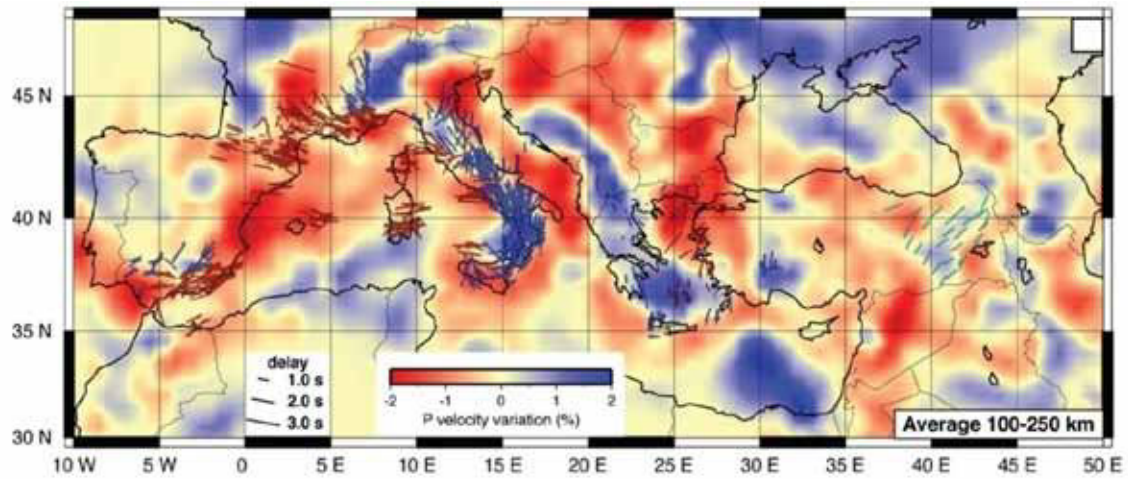 45 N
40 N
35 N
30 N
delay
1.0 s
2.0 s
3.0 s
-2 -1 0 1 2
P velocity variation (%)
Average 100-250 km
10 W 5 W 0 5 E 10 E 15 E 20 E 25 E 30 E 35 E 40 E 45 E 50 E